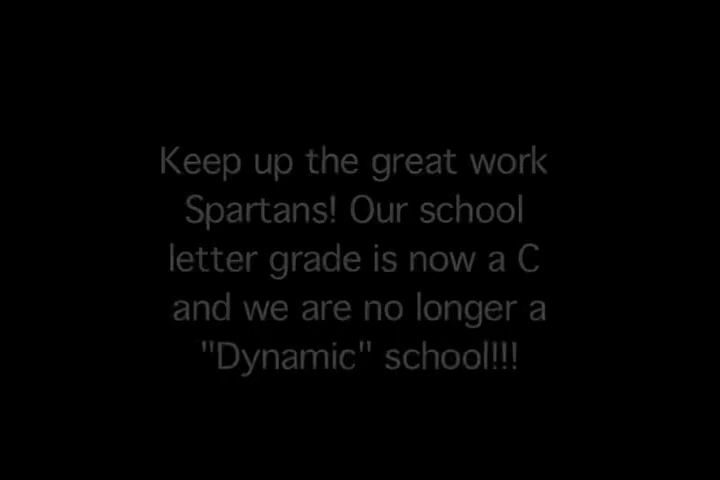 Keep up the great work
Spartans! Our school
letter grade is now a C
and we are no longer a
"Dynamic" school!!!